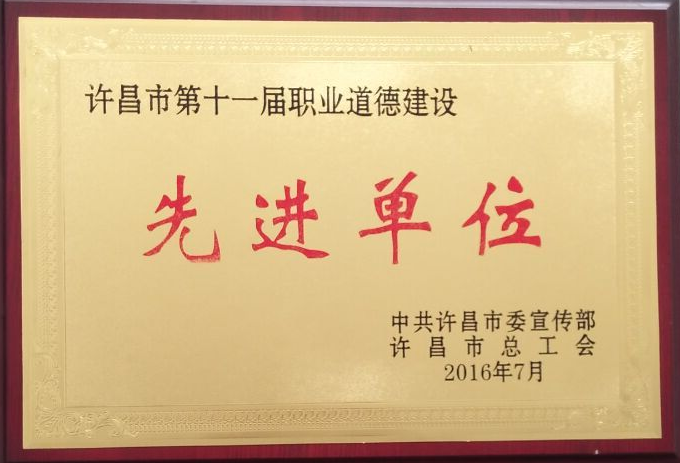 许昌市第十一届职业道德建设
先进单位
中共许昌市委宣传部
许昌市总工会
2016年7月